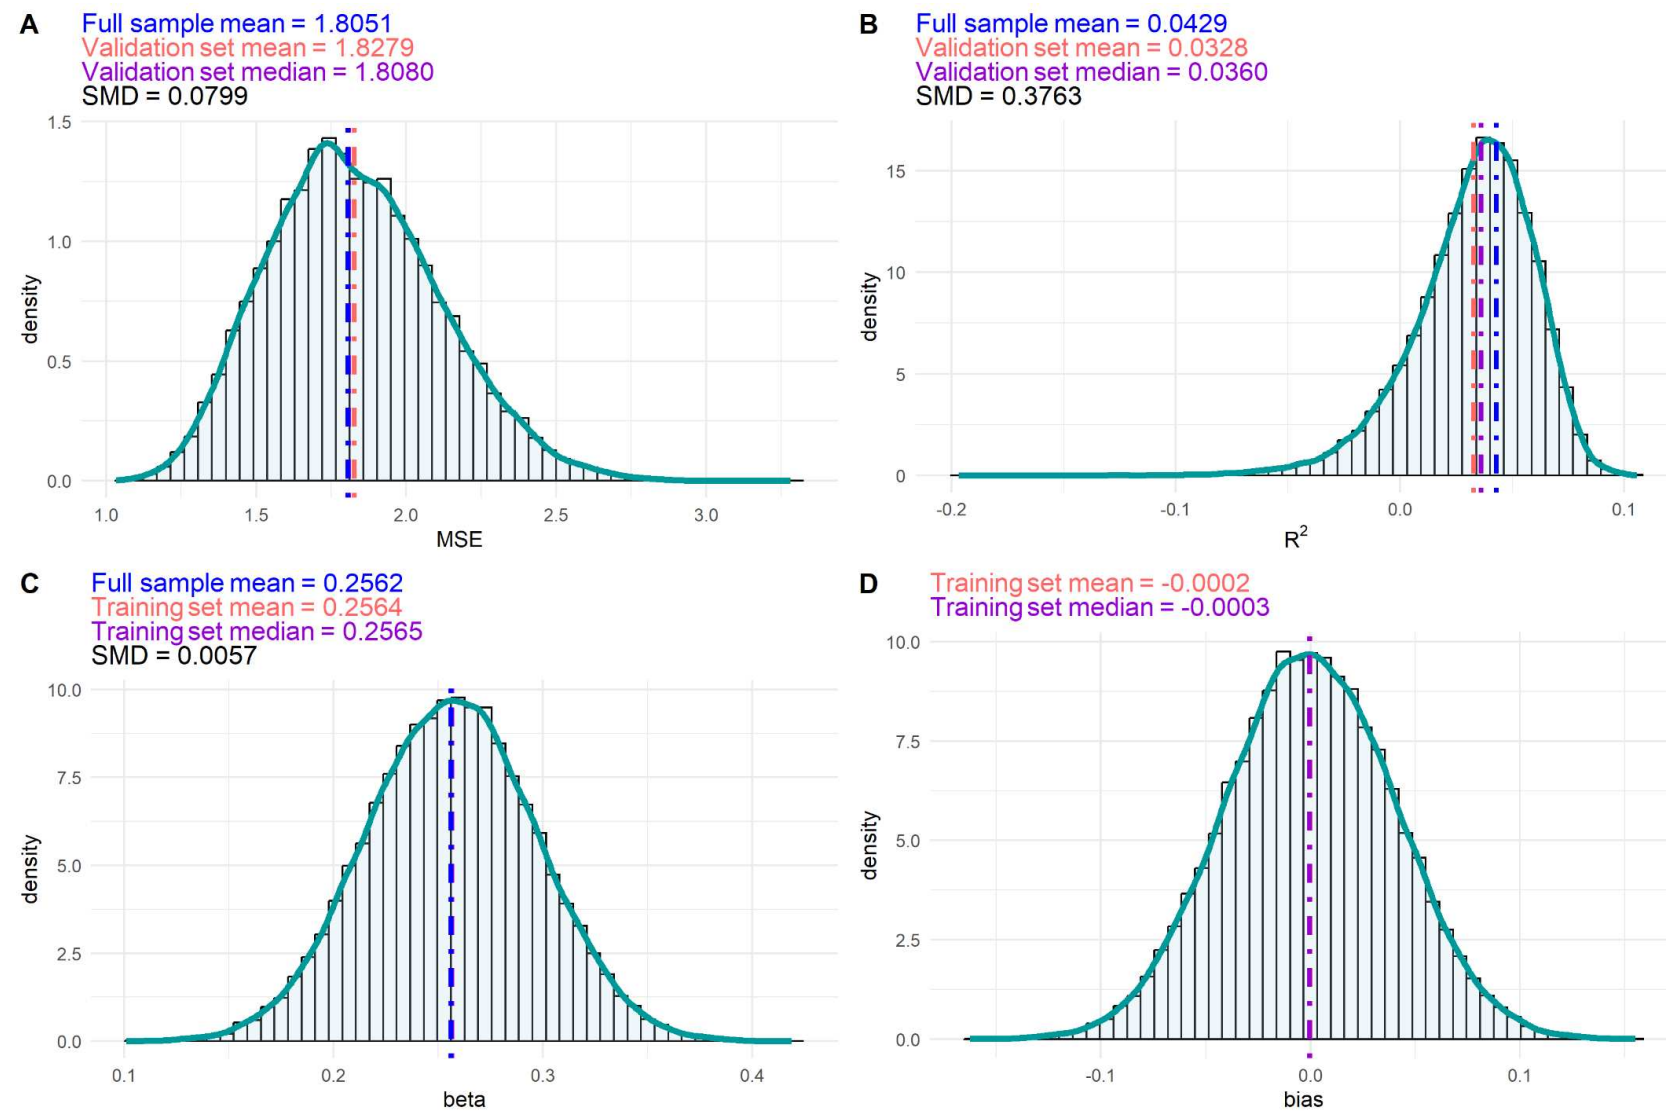 A
Full sample mean = 1.8051
Validation set mean = 1.8279
Validation set median = 1.8080
SMD = 0.0799
1.5
1.0
0.5
0.0
density
1.0 1.5 2.0 2.5 3.0
MSE
B
Full sample mean = 0.0429
Validation set mean = 0.0328
Validation set median = 0.0360
SMD = 0.3763
15
10
5
0
density
-0.2 -0.1 0.0 0.1
R²
C
Full sample mean = 0.2562
Training set mean = 0.2564
Training set median = 0.2565
SMD = 0.0057
10.0
7.5
5.0
2.5
0.0
density
0.1 0.2 0.3 0.4
beta
D
Training set mean = -0.0002
Training set median = -0.0003
10.0
7.5
5.0
2.5
0.0
density
-0.1 0.0 0.1
bias